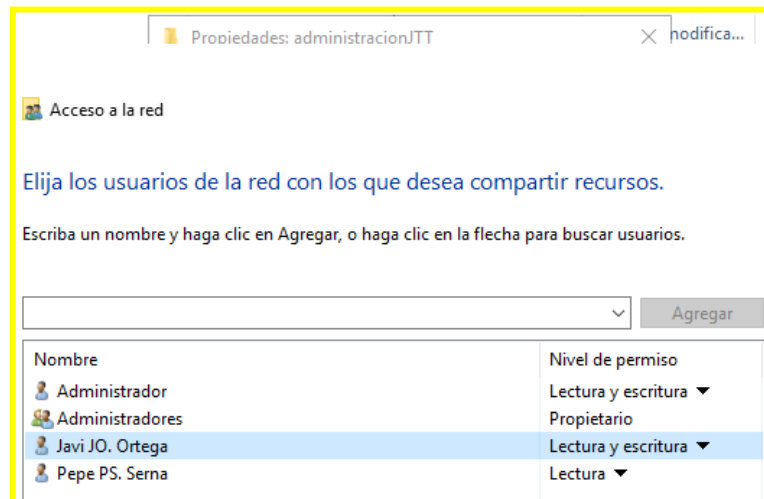 Propiedades: administracionJTT
modifica...
Acceso a la red
Elija los usuarios de la red con los que desea compartir recursos.
Escriba un nombre y haga clic en Agregar, o haga clic en la flecha para buscar usuarios.
Agregar
Nombre Nivel de permiso
Administrador Lectura y escritura
Administradores Propietario
Javi JO. Ortega Lectura y escritura
Pepe PS. Serna Lectura